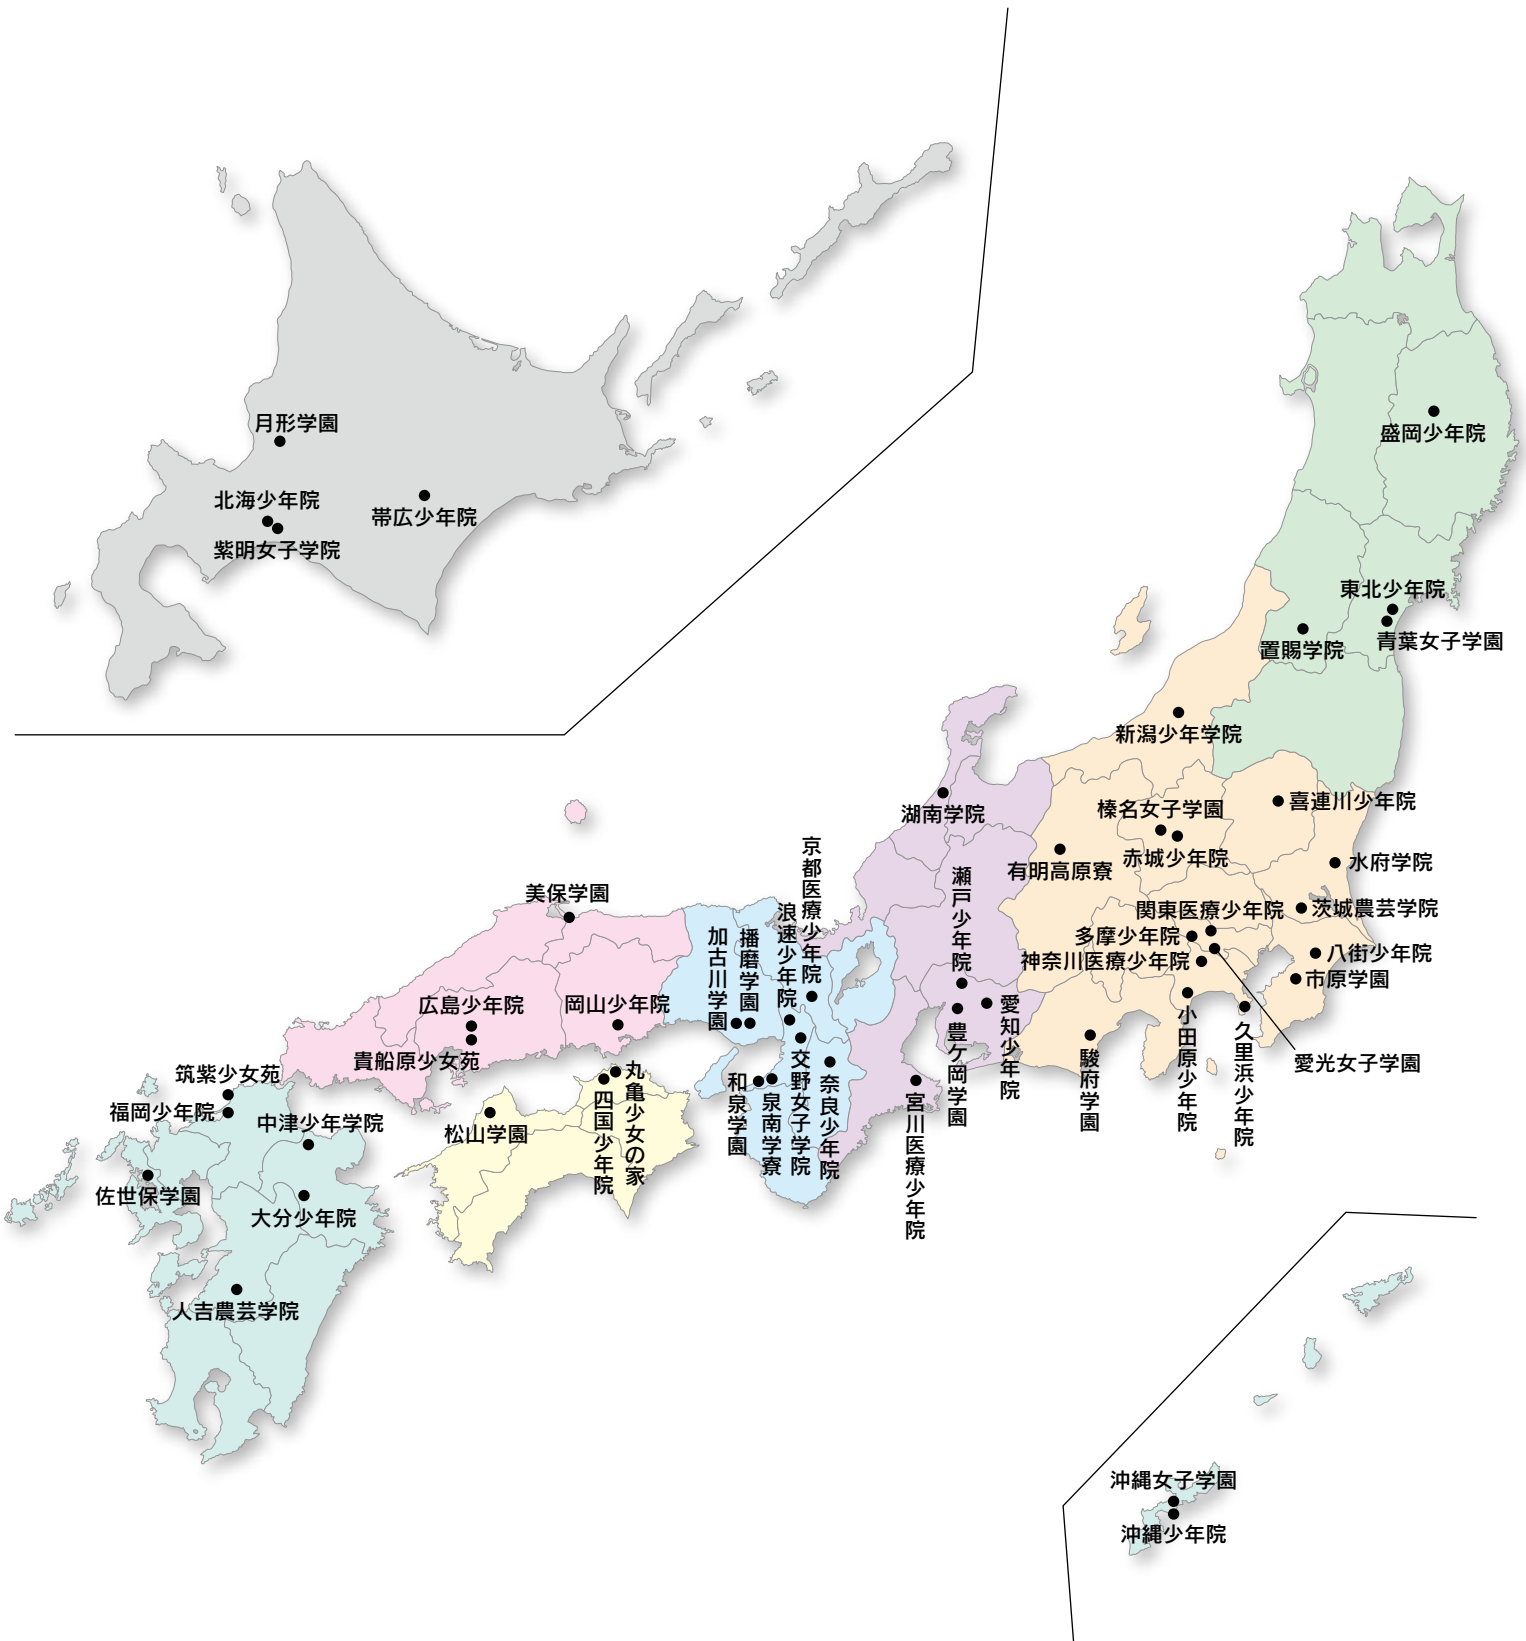 月形学園
北海少年院
紫明女子学院
帯広少年院
盛岡少年院
東北少年院
青葉女子学園
置賜学院
新潟少年学院
喜連川少年院
榛名女子学園
赤城少年院
有明高原寮
水府学院
茨城農芸学院
関東医療少年院
多摩少年院
神奈川医療少年院
八街少年院
市原学園
小田原少年院
久里浜少年院
愛光女子学園
駿府学園
湖南学院
瀬戸少年院
愛知少年院
豊ケ岡学園
宮川医療少年院
京都医療少年院
浪速少年院
播磨学園
加古川学園
交野女子学院
奈良少年院
和泉学園
泉南学寮
美保学園
岡山少年院
広島少年院
貴船原少女苑
丸亀少女の家
四国少年院
松山学園
筑紫少女苑
福岡少年院
中津少年学院
佐世保学園
大分少年院
人吉農芸学院
沖縄女子学園
沖縄少年院